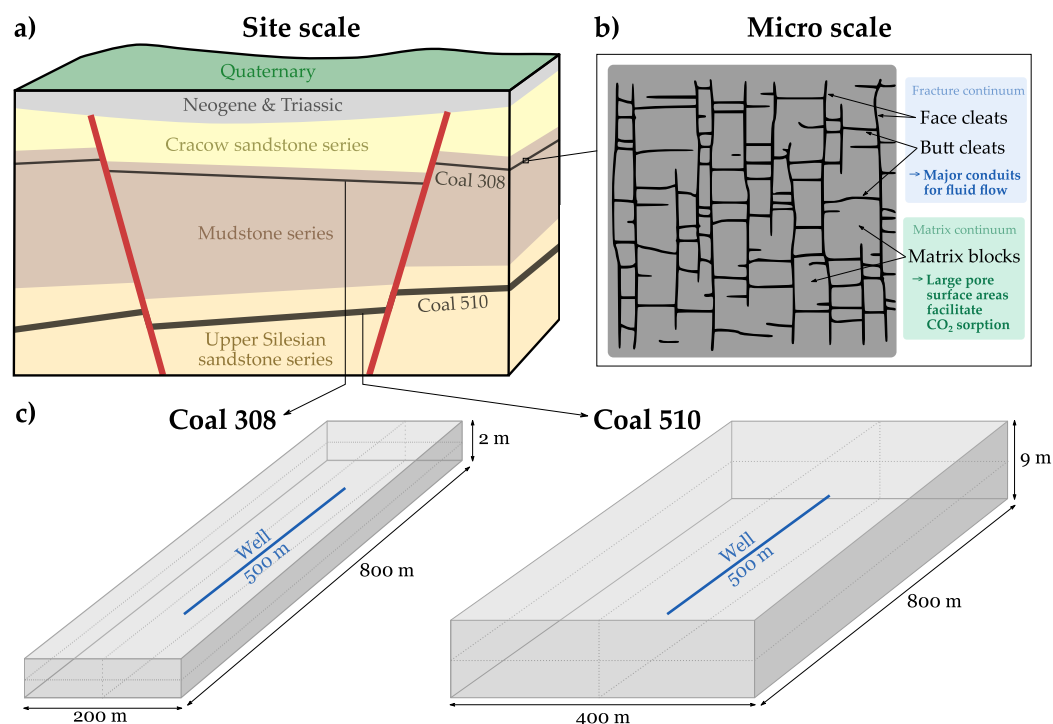 a)
Site scale
Quaternary
Neogene & Triassic
Cracow sandstone series
Coal 308
Mudstone series
Coal 510
Upper Silesian
sandstone series
b)
Micro scale
Fracture continuum
Face cleats
Butt cleats
→ Major conduits
for fluid flow
Matrix continuum
Matrix blocks
→ Large pore
surface areas
facilitate
CO₂ sorption
c)
Coal 308
2 m
Well
500 m
800 m
200 m
Coal 510
9 m
Well
500 m
800 m
400 m